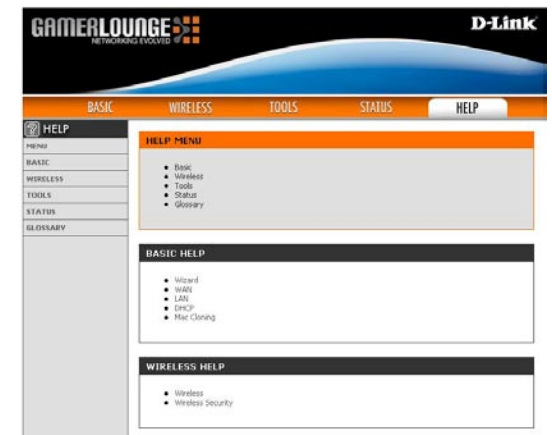 GAMERLOUNGE
NETWORKING EVOLVED
D-Link
BASIC WIRELESS TOOLS STATUS HELP
HELP
MENU
BASIC
WIRELESS
TOOLS
STATUS
GLOSSARY
HELP MENU
Basic
Wireless
Tools
Status
Glossary
BASIC HELP
Wizard
WAN
LAN
DHCP
Mac Cloning
WIRELESS HELP
Wireless
Wireless Security